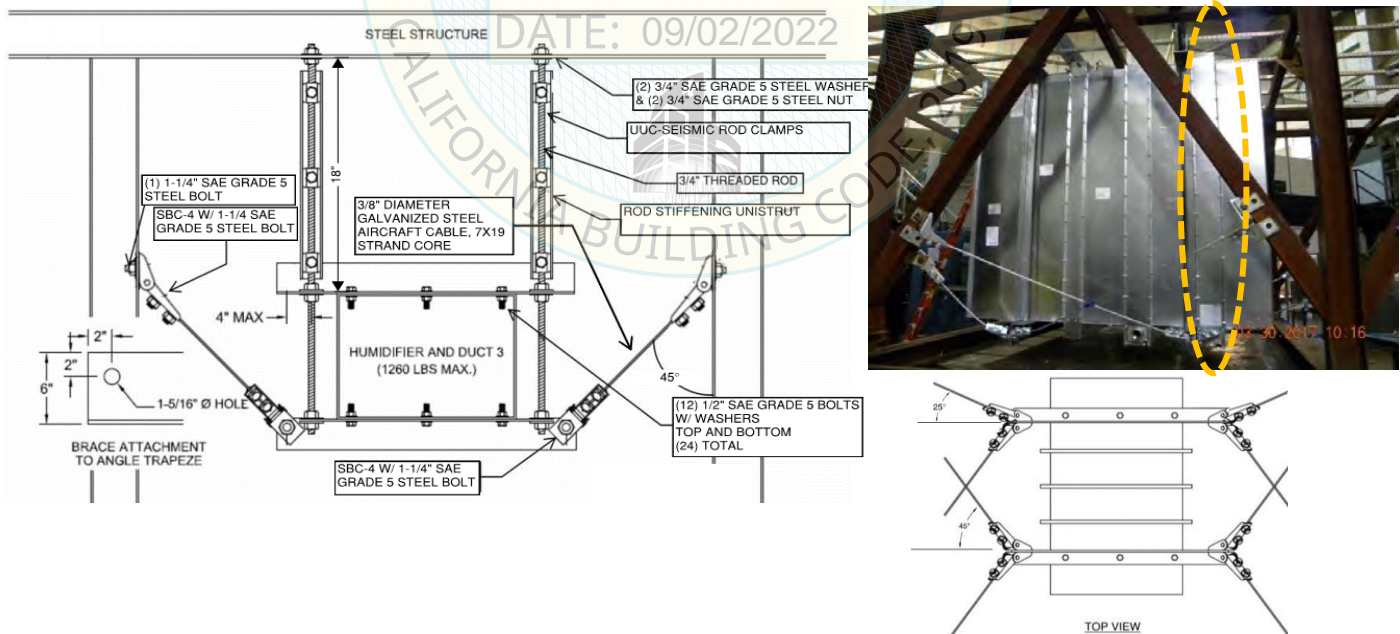 STEEL STRUCTURE
DATE: 09/02/2022
CALIFORNIA BUILDING CODE, 2019
(2) 3/4" SAE GRADE 5 STEEL WASHER
& (2) 3/4" SAE GRADE 5 STEEL NUT
UUC-SEISMIC ROD CLAMPS
3/4" THREADED ROD
ROD STIFFENING UNISTRUT
18"
(1) 1-1/4" SAE GRADE 5
STEEL BOLT
SBC-4 W/ 1-1/4 SAE
GRADE 5 STEEL BOLT
3/8" DIAMETER
GALVANIZED STEEL
AIRCRAFT CABLE, 7X19
STRAND CORE
4" MAX
2"
2"
6"
1-5/16" Ø HOLE
BRACE ATTACHMENT
TO ANGLE TRAPEZE
HUMIDIFIER AND DUCT 3
(1260 LBS MAX.)
45°
(12) 1/2" SAE GRADE 5 BOLTS
W/ WASHERS
TOP AND BOTTOM
(24) TOTAL
SBC-4 W/ 1-1/4" SAE
GRADE 5 STEEL BOLT
30 2017 10:16
25°
45°
TOP VIEW